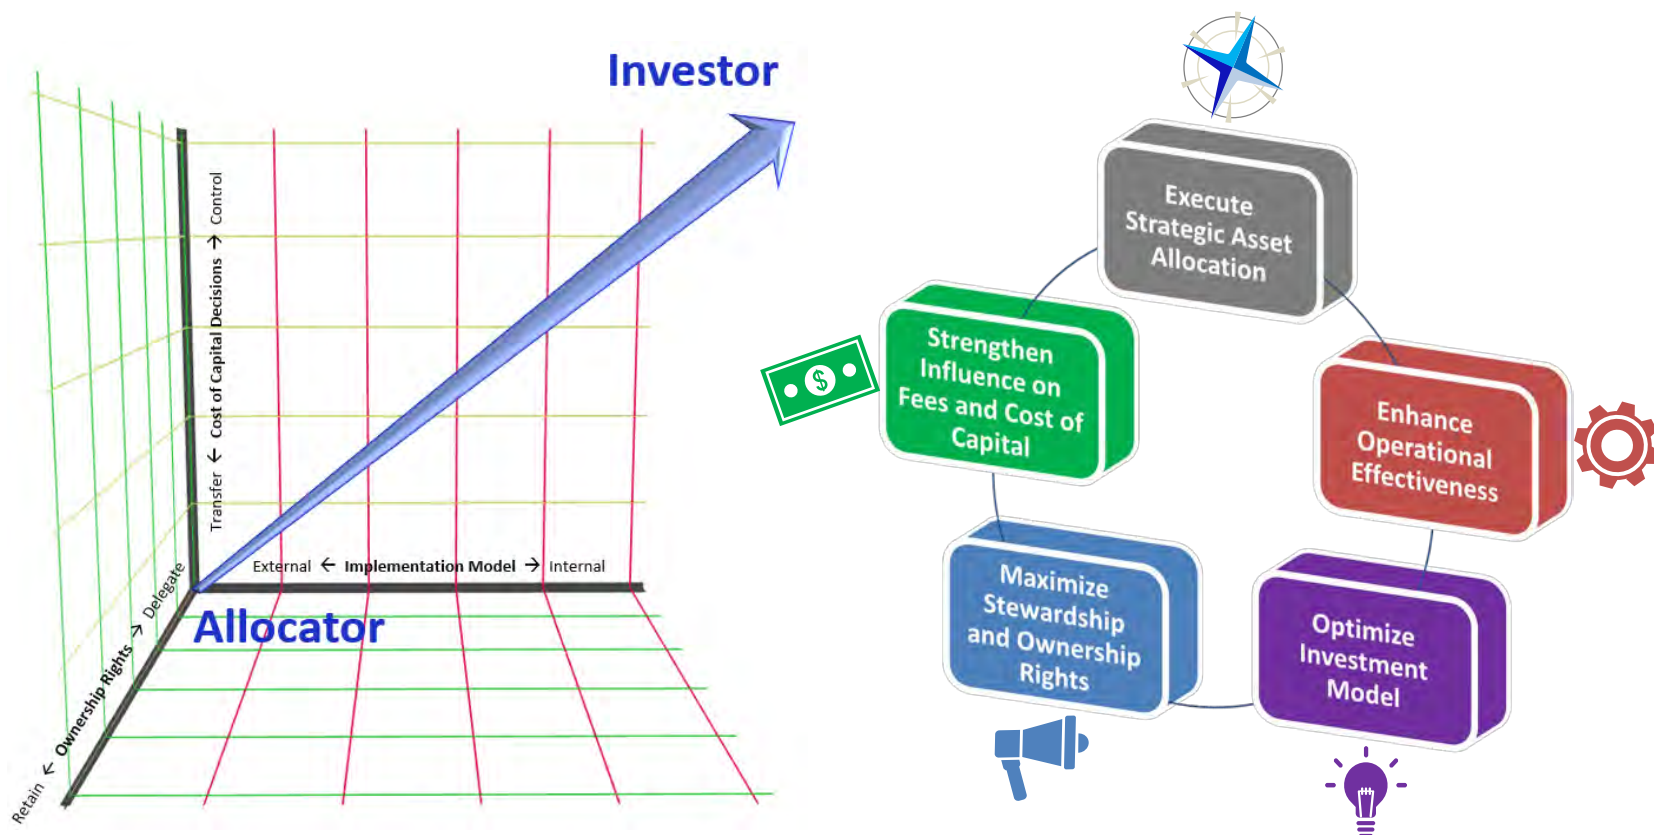 Investor
Transfer ← Cost of Capital Decisions → Control
External ← Implementation Model → Internal
Allocator
Retain ← Ownership Rights → Delegate
Execute
Strategic Asset
Allocation
Strengthen
Influence on
Fees and Cost of
Capital
$
Enhance
Operational
Effectiveness
Maximize
Stewardship
and Ownership
Rights
Optimize
Investment
Model